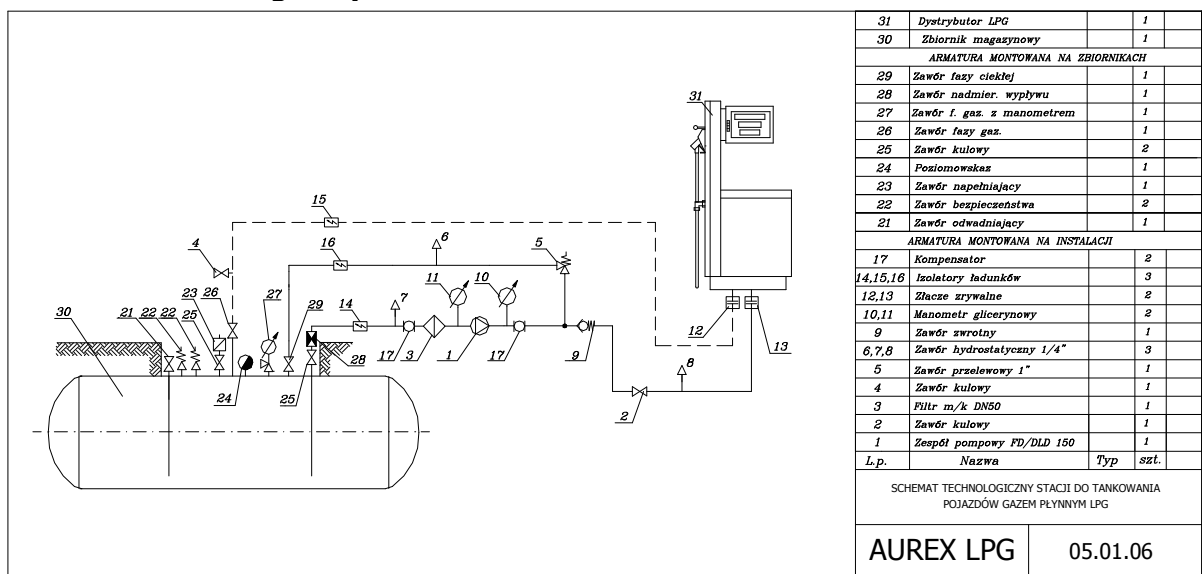 31 Dystrybutor LPG 1
30 Zbiornik magazynowy 1
ARMATURA MONTOWANA NA ZBIORNIKACH
29 Zawór fazy ciekłej 1
28 Zawór nadmier. wypływu 1
27 Zawór f. gaz. z manometrem 1
26 Zawór fazy gaz. 1
25 Zawór kulowy 2
24 Poziomowskaz 1
23 Zawór napełniający 1
22 Zawór bezpieczeństwa 2
21 Zawór odwadniający 1
ARMATURA MONTOWANA NA INSTALACJI
17 Kompensator 2
14,15,16 Izolatory ładunków 3
12,13 Złacze zrywalne 2
10,11 Manometr glicerynowy 2
9 Zawór zwrotny 1
6,7,8 Zawór hydrostatyczny 1/4" 3
5 Zawór przelewowy 1" 1
4 Zawór kulowy 1
3 Filtr m/k DN50 1
2 Zawór kulowy 1
1 Zespół pompowy FD/DLD 150 1
L.p. Nazwa Typ szt.
SCHEMAT TECHNOLOGICZNY STACJI DO TANKOWANIA
POJAZDÓW GAZEM PŁYNNYM LPG
AUREX LPG 05.01.06
31
15
4
16
6
5
23
26
27
11
10
30
21
22
22
25
29
14
7
12
13
28
17
3
1
17
9
8
24
25
2